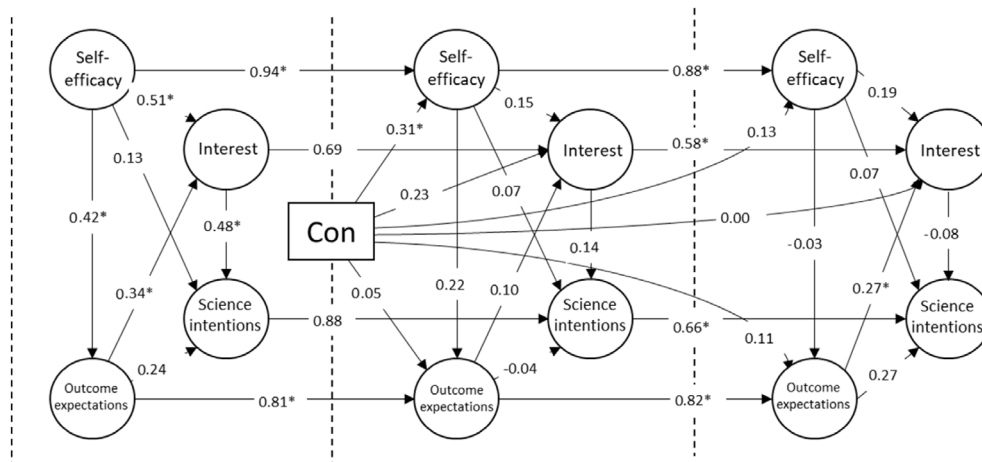 Self-
efficacy
0.94*
Self-
efficacy
0.88*
Self-
efficacy
0.51*
0.15
0.19
0.31*
0.13
Interest
0.69
Interest
0.58*
Interest
0.13
0.07
0.07
0.23
0.42*
0.48*
Con
0.00
0.14
-0.03
-0.08
0.34*
0.05
0.22
0.10
0.27*
Science
intentions
0.88
Science
intentions
0.66*
Science
intentions
0.11
0.24
-0.04
0.27
Outcome
expectations
0.81*
Outcome
expectations
0.82*
Outcome
expectations